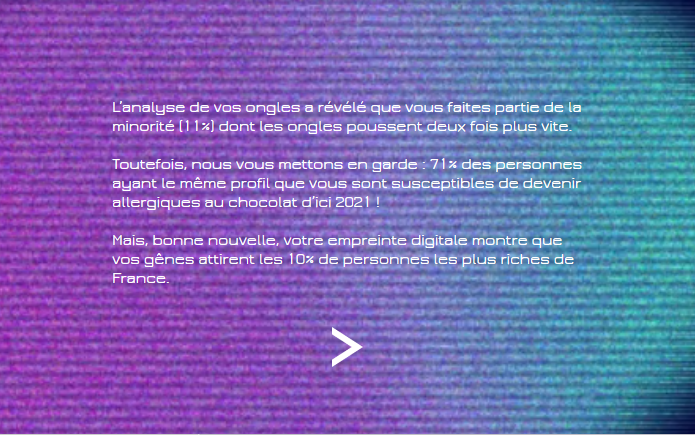 L'analyse de vos ongles a révélé que vous faites partie de la
minorité (11%) dont les ongles poussent deux fois plus vite.
Toutefois, nous vous mettons en garde : 71% des personnes
ayant le même profil que vous sont susceptibles de devenir
allergiques au chocolat d'ici 2021 !
Mais, bonne nouvelle, votre empreinte digitale montre que
vos gênes attirent les 10% de personnes les plus riches de
France.